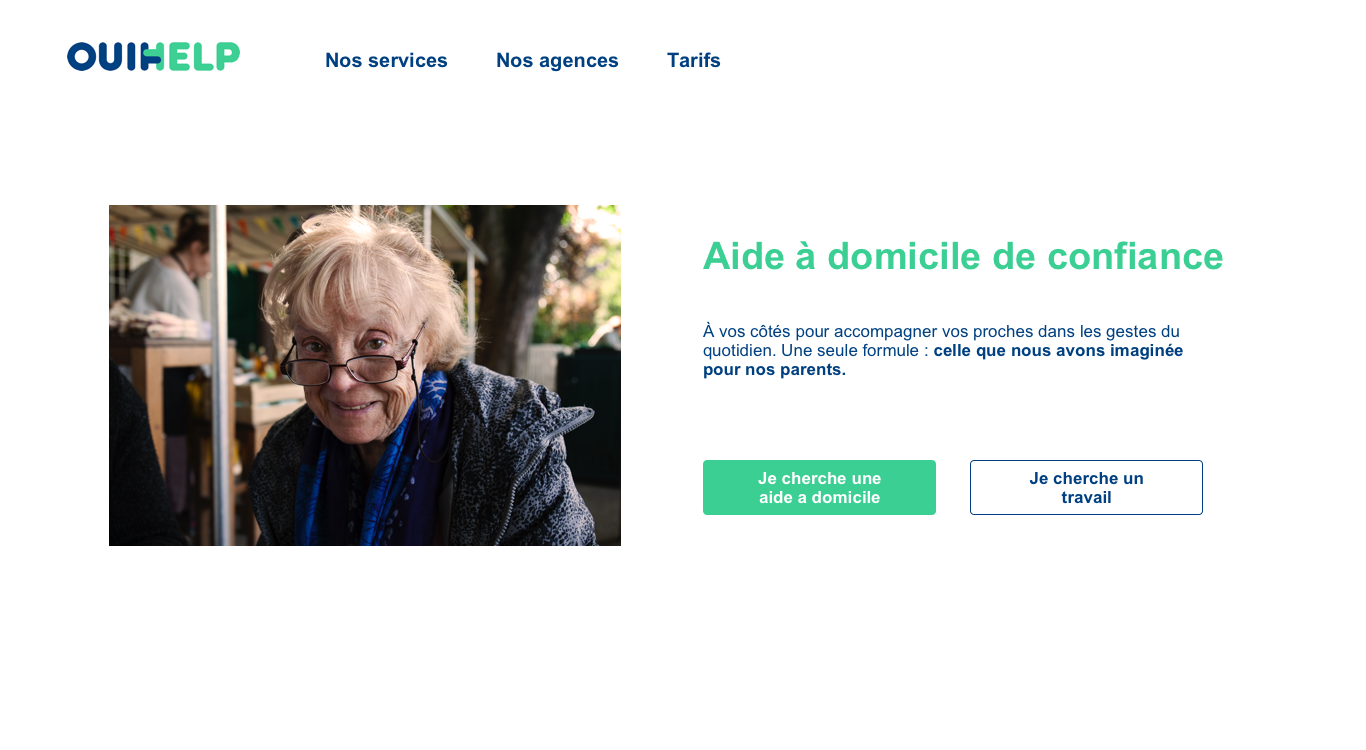 OUIHELP
Nos services
Nos agences
Tarifs
Aide à domicile de confiance
À vos côtés pour accompagner vos proches dans les gestes du
quotidien. Une seule formule : celle que nous avons imaginée
pour nos parents.
Je cherche une
aide a domicile
Je cherche un
travail